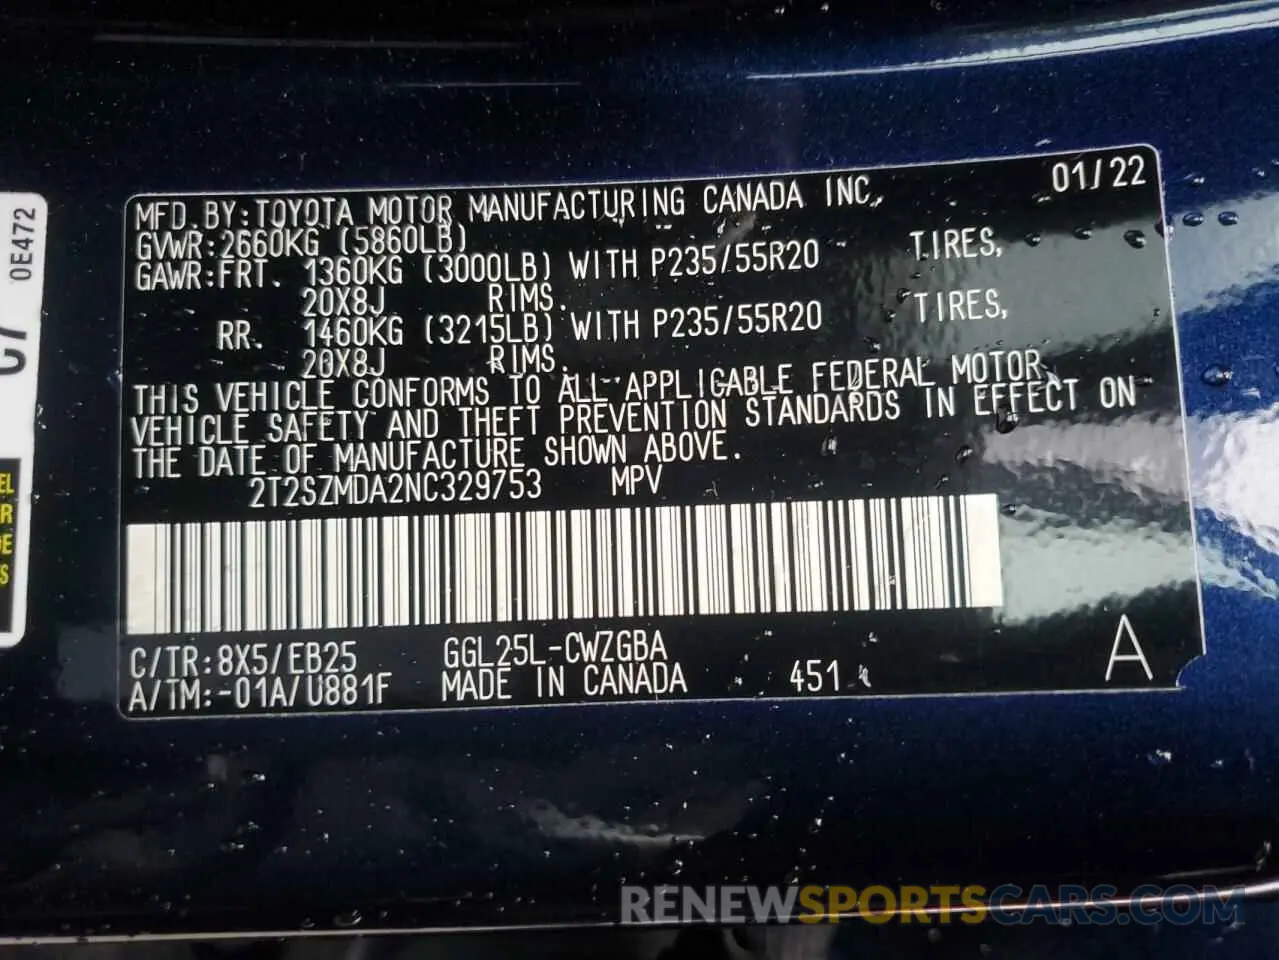 MFD. BY:TOYOTA MOTOR MANUFACTURING CANADA INC. 01/22
GVWR:2660KG (5860LB)
GAWR:FRT. 1360KG (3000LB) WITH P235/55R20 TIRES,
20X8J RIMS.
RR. 1460KG (3215LB) WITH P235/55R20 TIRES,
20X8J RIMS.
THIS VEHICLE CONFORMS TO ALL APPLICABLE FEDERAL MOTOR
VEHICLE SAFETY AND THEFT PREVENTION STANDARDS IN EFFECT ON
THE DATE OF MANUFACTURE SHOWN ABOVE.
2T2SZMDA2NC329753 MPV
C/TR:8X5/EB25 GGL25L-CWZGBA
A/TM:-01A/U881F MADE IN CANADA 451 A
0E472
RENEWSPORTSCARS.COM